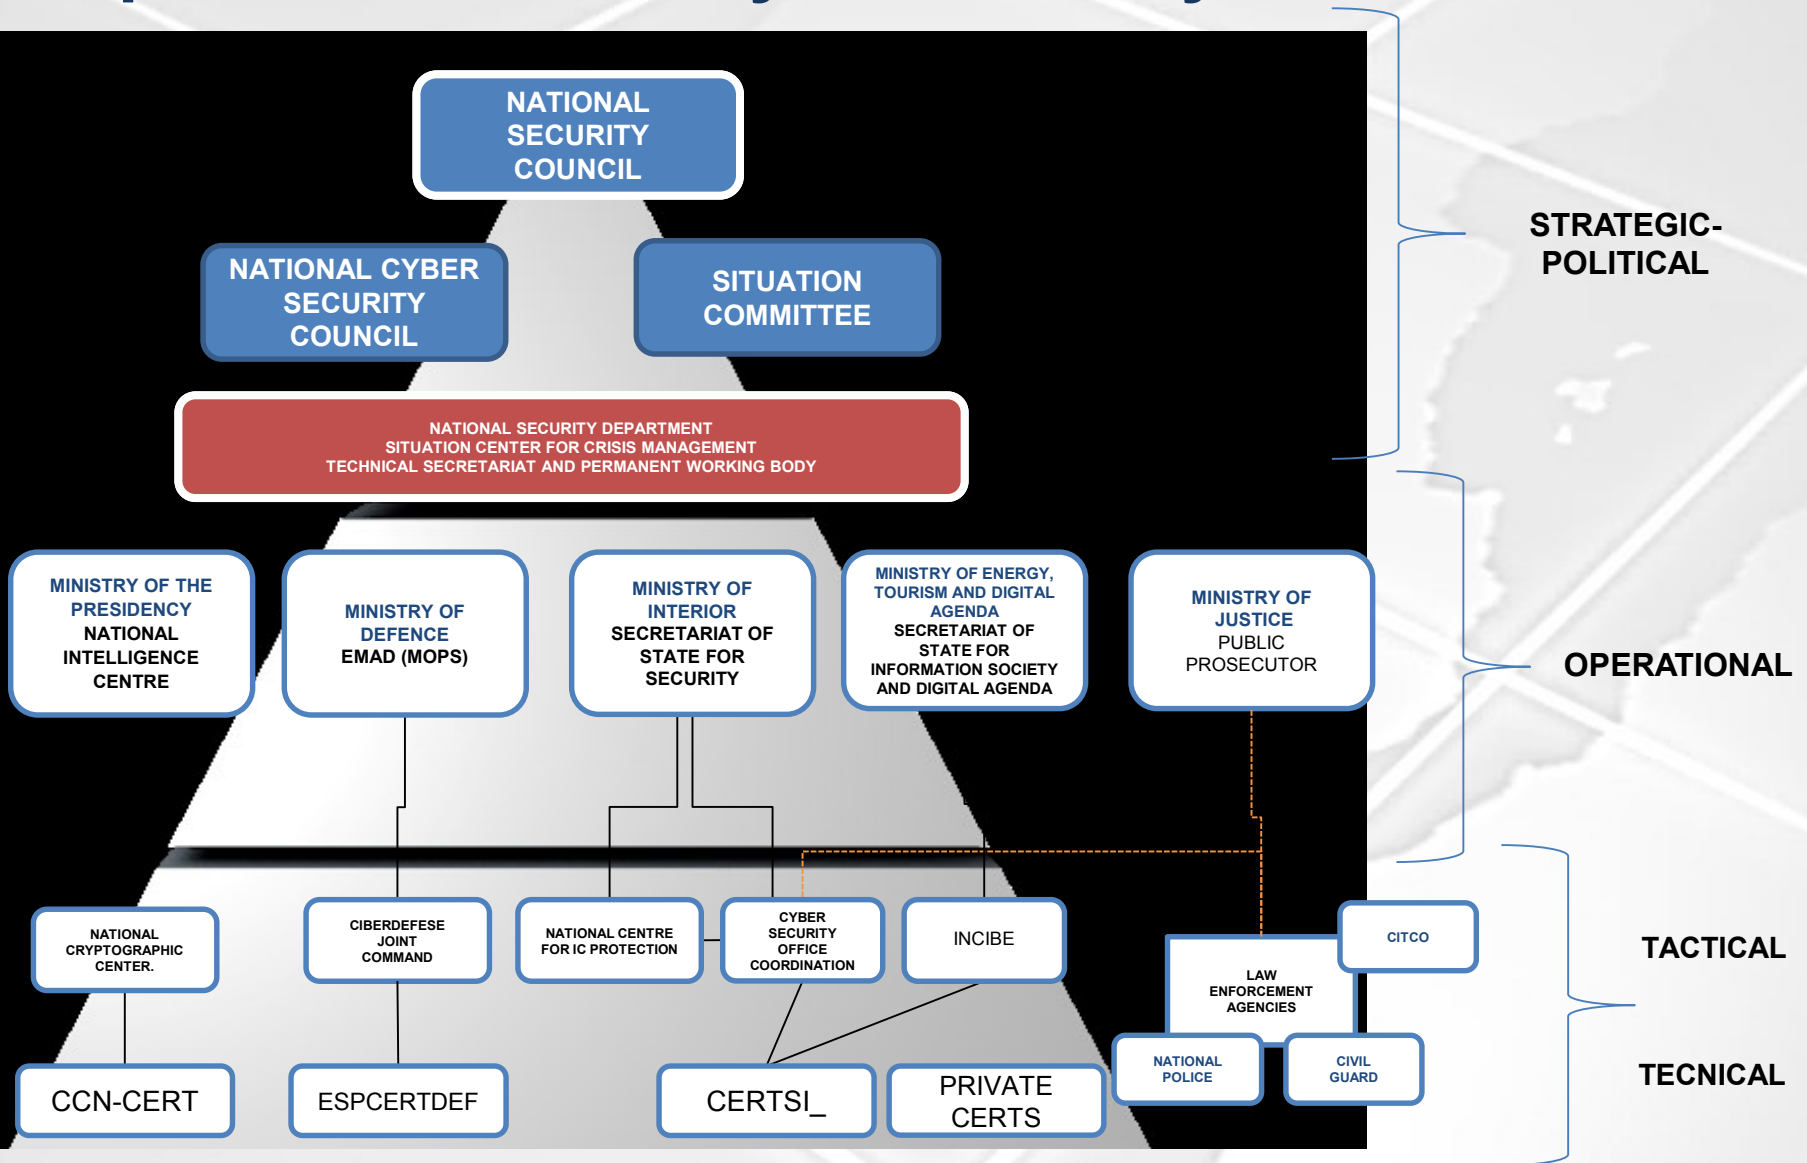 NATIONAL
SECURITY
COUNCIL
NATIONAL CYBER
SECURITY
COUNCIL
SITUATION
COMMITTEE
STRATEGIC-
POLITICAL
NATIONAL SECURITY DEPARTMENT
SITUATION CENTER FOR CRISIS MANAGEMENT
TECHNICAL SECRETARIAT AND PERMANENT WORKING BODY
MINISTRY OF THE
PRESIDENCY
NATIONAL
INTELLIGENCE
CENTRE
MINISTRY OF
DEFENCE
EMAD (MOPS)
MINISTRY OF
INTERIOR
SECRETARIAT OF
STATE FOR
SECURITY
MINISTRY OF ENERGY,
TOURISM AND DIGITAL
AGENDA
SECRETARIAT OF
STATE FOR
INFORMATION SOCIETY
AND DIGITAL AGENDA
MINISTRY OF
JUSTICE
PUBLIC
PROSECUTOR
OPERATIONAL
NATIONAL
CRYPTOGRAPHIC
CENTER.
CIBERDEFESE
JOINT
COMMAND
NATIONAL CENTRE
FOR IC PROTECTION
CYBER
SECURITY
OFFICE
COORDINATION
INCIBE
LAW
ENFORCEMENT
AGENCIES
CITCO
TACTICAL
CCN-CERT
ESPCERTDEF
CERTSI_
PRIVATE
CERTS
NATIONAL
POLICE
CIVIL
GUARD
TECNICAL